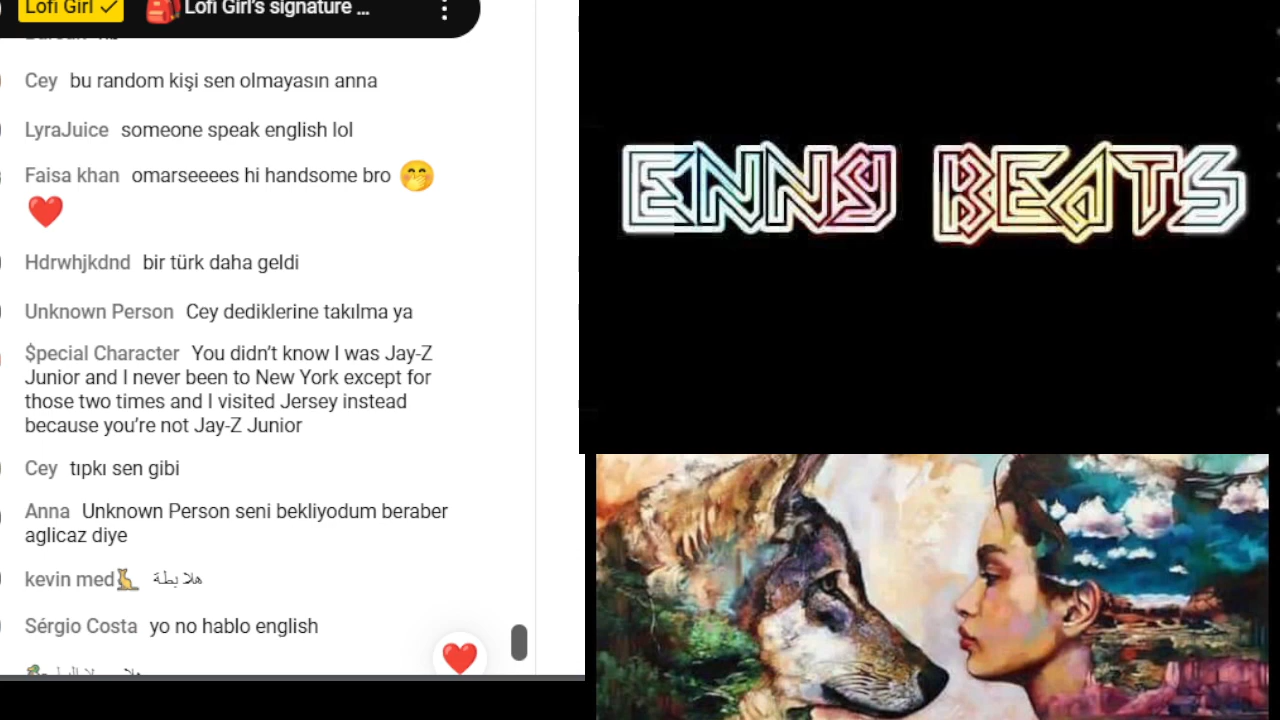 Lofi Girl ✓ 🎒 Lofi Girl's signature ...
Cey bu random kişi sen olmayasın anna
LyraJuice someone speak english lol
Faisa khan omarseeees hi handsome bro 🤭
❤️
Hdrwhjkdnd bir türk daha geldi
Unknown Person Cey dediklerine takılma ya
$pecial Character You didn’t know I was Jay-Z
Junior and I never been to New York except for
those two times and I visited Jersey instead
because you’re not Jay-Z Junior
Cey tıpkı sen gibi
Anna Unknown Person seni bekliyodum beraber
aglicaz diye
kevin med🦘 هلا بطة
Sérgio Costa yo no hablo english
ENNY BEATS